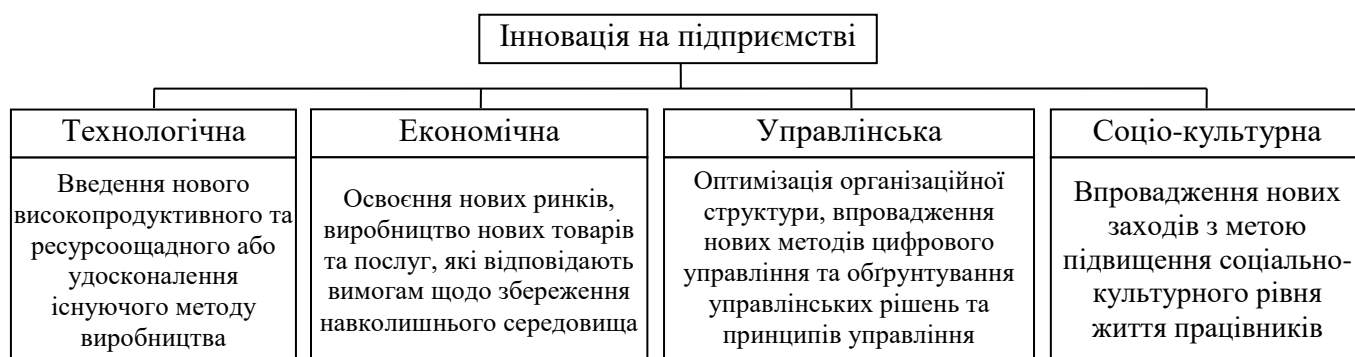 Інновація на підприємстві
Технологічна
Введення нового
високопродуктивного та
ресурсоощадного або
удосконалення
існуючого методу
виробництва
Економічна
Освоєння нових ринків,
виробництво нових товарів
та послуг, які відповідають
вимогам щодо збереження
навколишнього середовища
Управлінська
Оптимізація організаційної
структури, впровадження
нових методів цифрового
управління та обґрунтування
управлінських рішень та
принципів управління
Соціо-культурна
Впровадження нових
заходів з метою
підвищення соціально-
культурного рівня
життя працівників